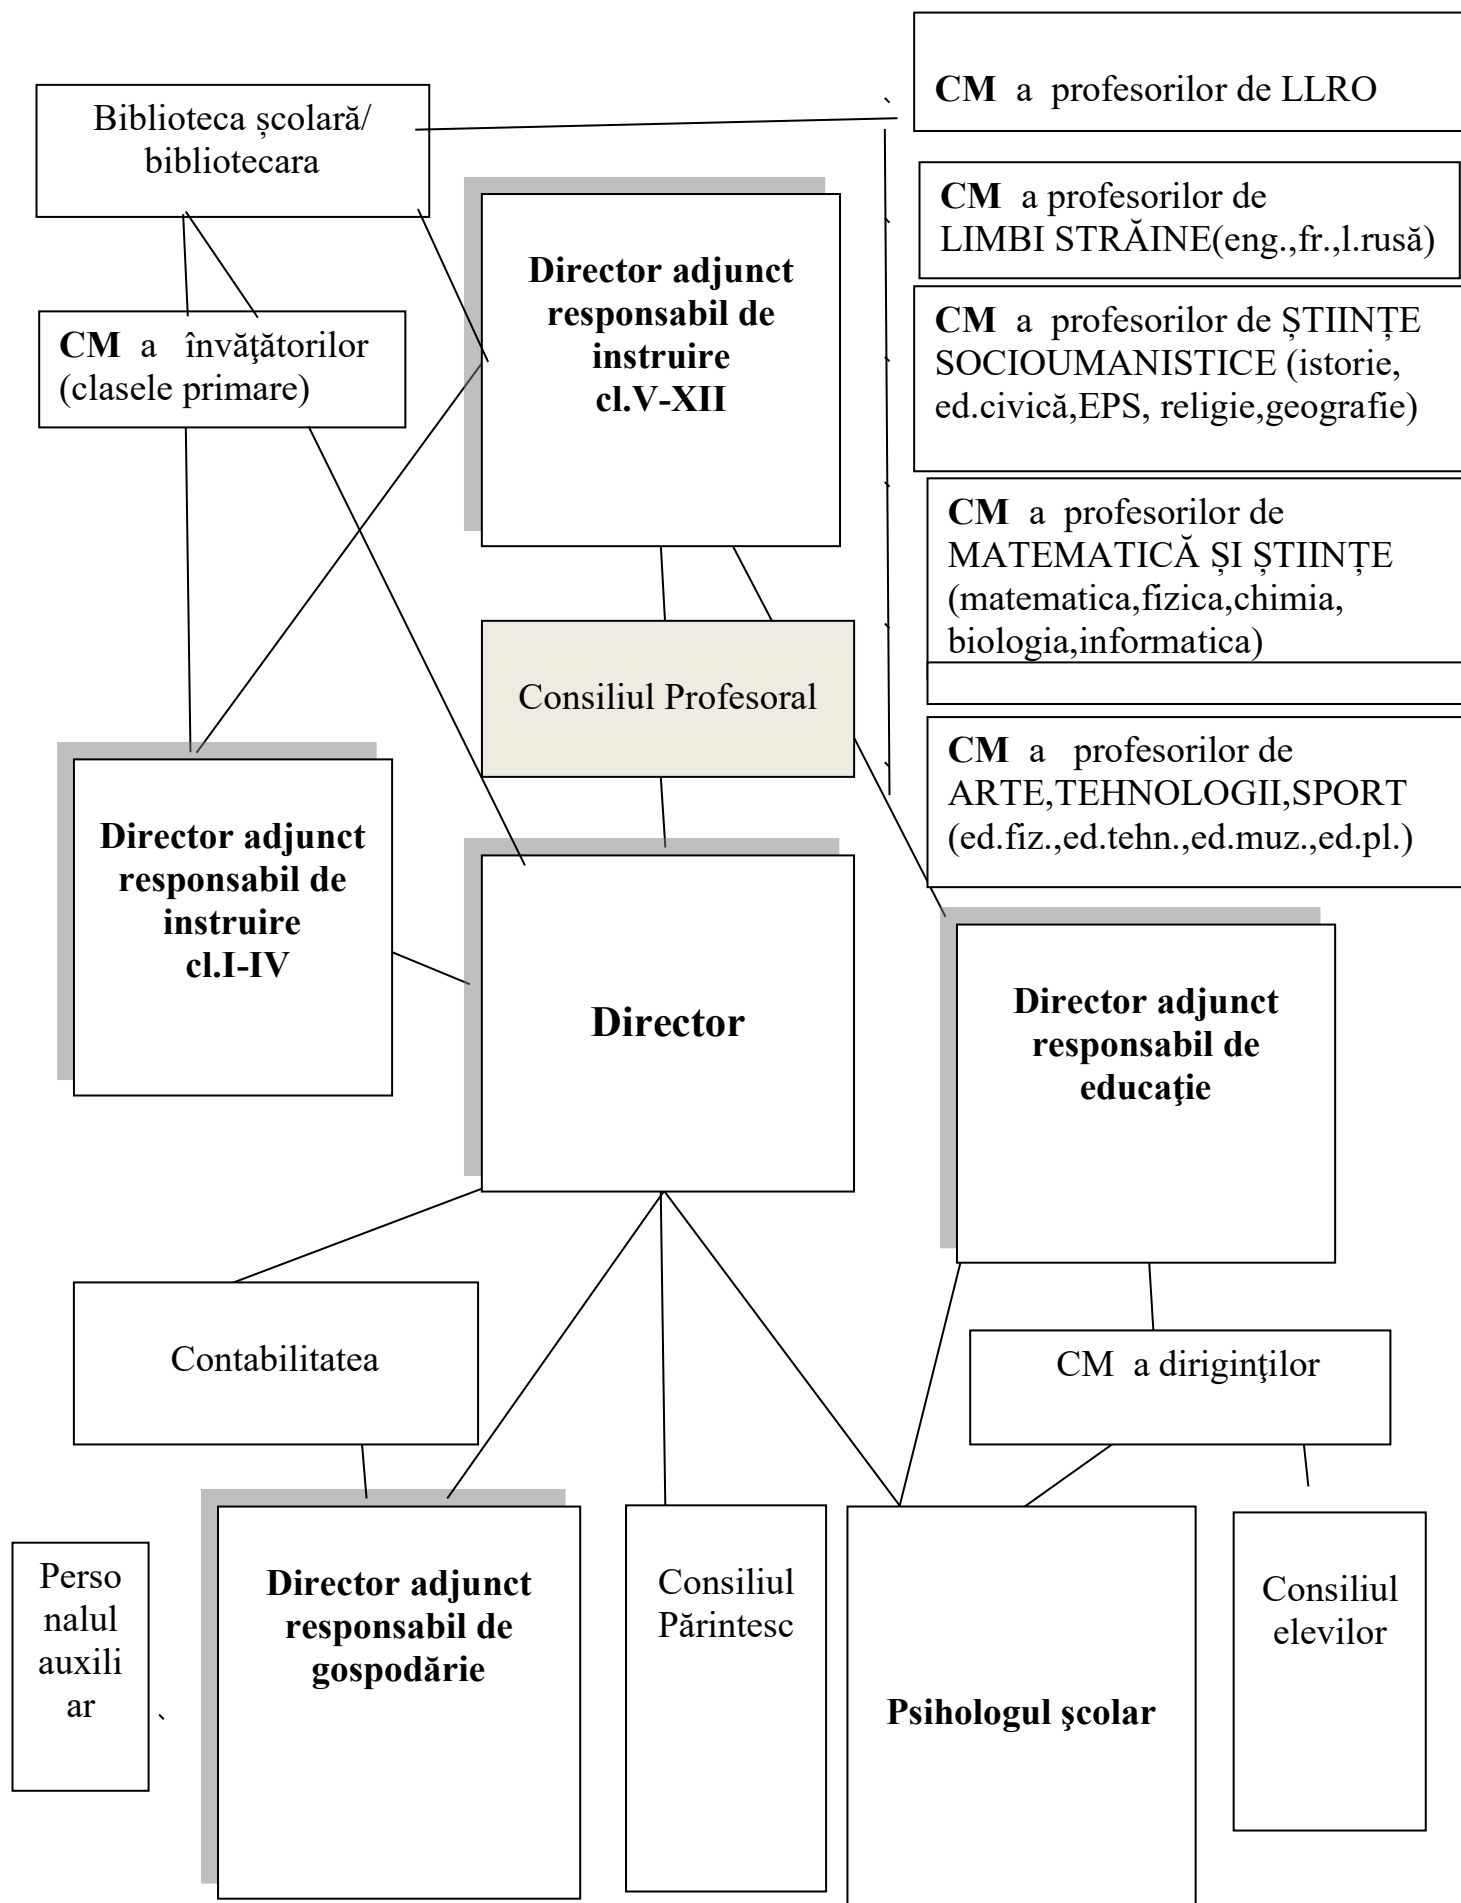 CM a profesorilor de LLRO
Biblioteca școlară/
bibliotecara
CM a profesorilor de
LIMBI STRĂINE(eng.,fr.,l.rusă)
Director adjunct
responsabil de
instruire
cl.V-XII
CM a învăţătorilor
(clasele primare)
CM a profesorilor de ȘTIINȚE
SOCIOUMANISTICE (istorie,
ed.civică,EPS, religie,geografie)
CM a profesorilor de
MATEMATICĂ ȘI ȘTIINȚE
(matematica,fizica,chimia,
biologia,informatica)
Consiliul Profesoral
CM a profesorilor de
ARTE,TEHNOLOGII,SPORT
(ed.fiz.,ed.tehn.,ed.muz.,ed.pl.)
Director adjunct
responsabil de
instruire
cl.I-IV
Director
Director adjunct
responsabil de
educaţie
Contabilitatea
CM a diriginţilor
Perso
nalul
auxili
ar
Director adjunct
responsabil de
gospodărie
Consiliul
Părintesc
Psihologul şcolar
Consiliul
elevilor